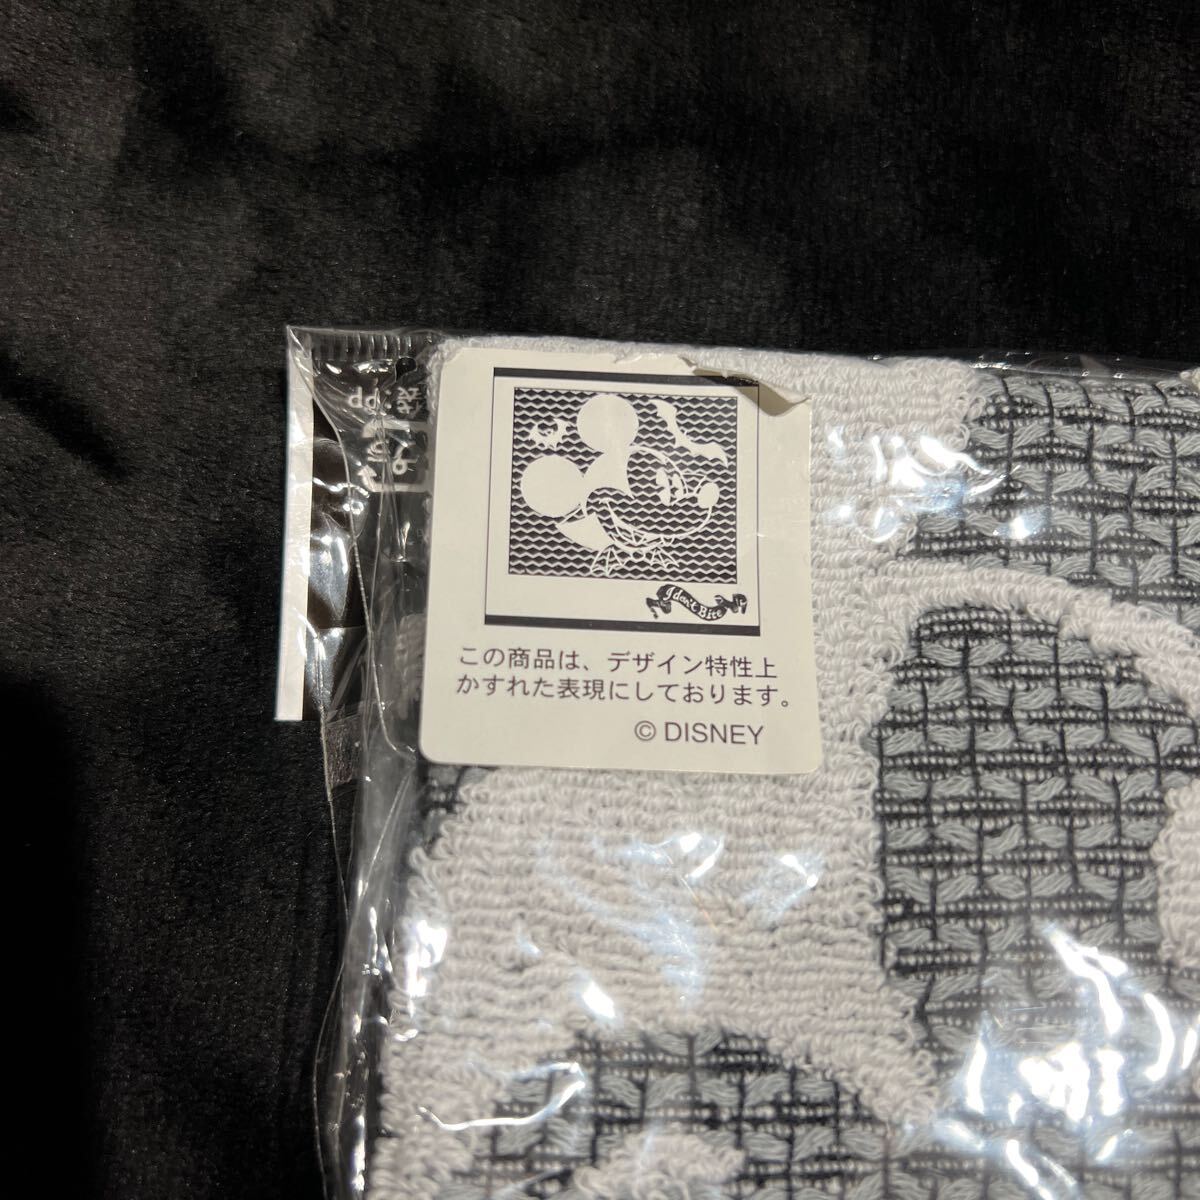 I don't Bite
この商品は、デザイン特性上
かすれた表現にしております。
© DISNEY
PP